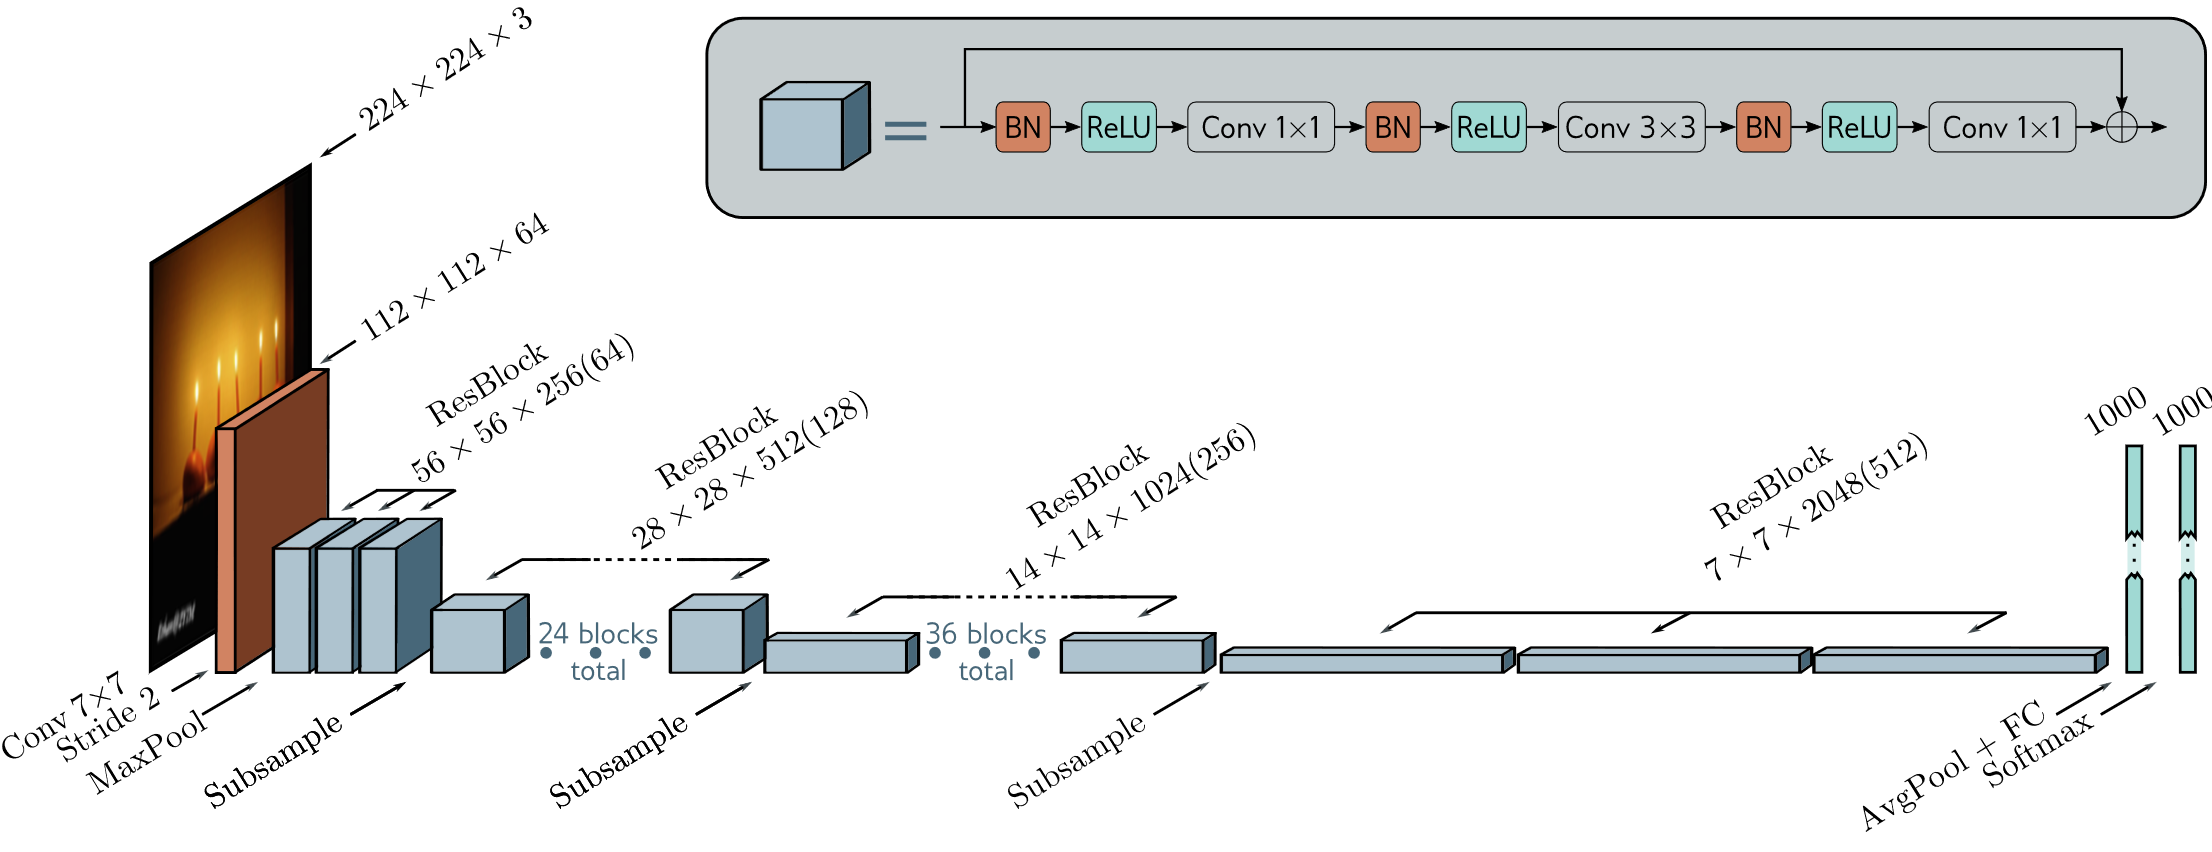 224 × 224 × 3
BN
ReLU
Conv 1×1
BN
ReLU
Conv 3×3
BN
ReLU
Conv 1×1
112 × 112 × 64
ResBlock
56 × 56 × 256(64)
ResBlock
28 × 28 × 512(128)
ResBlock
14 × 14 × 1024(256)
ResBlock
7 × 7 × 2048(512)
1000
1000
24 blocks
total
36 blocks
total
Conv 7×7
Stride 2
MaxPool
Subsample
Subsample
Subsample
AvgPool + FC
Softmax